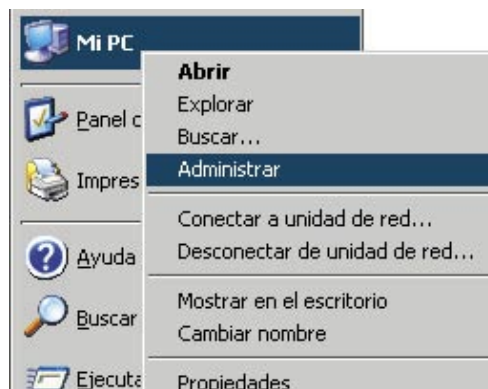 Mi PC
Abrir
Explorar
Buscar...
Administrar
Conectar a unidad de red...
Desconectar de unidad de red...
Mostrar en el escritorio
Cambiar nombre
Propiedades
Panel c
Impres
Ayuda
Buscar
Ejecuta